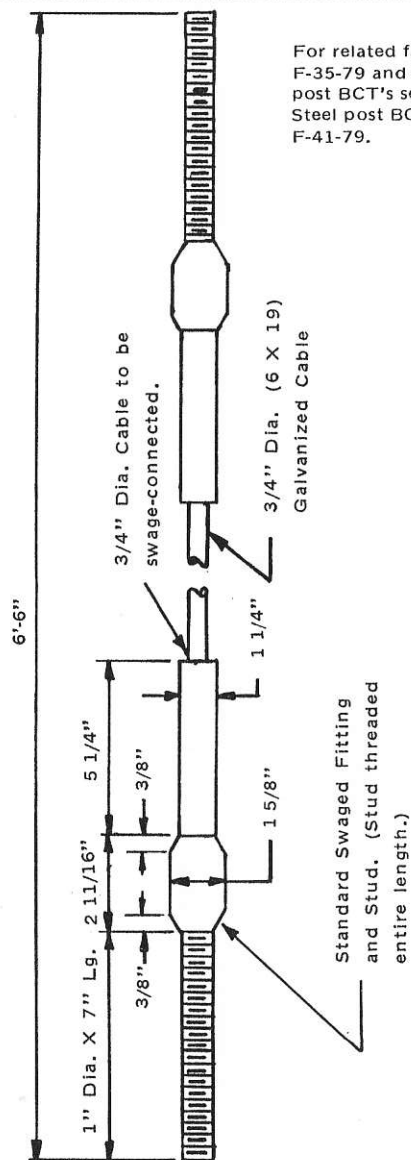 For related f
F-35-79 and
post BCT's se
Steel post BC
F-41-79.
6'-6"
1" Dia. X 7" Lg.
2 11/16"
5 1/4"
3/8"
3/8"
1 5/8"
1 1/4"
3/4" Dia. Cable to be
swage-connected.
3/4" Dia. (6 X 19)
Galvanized Cable
Standard Swaged Fitting
and Stud. (Stud threaded
entire length.)